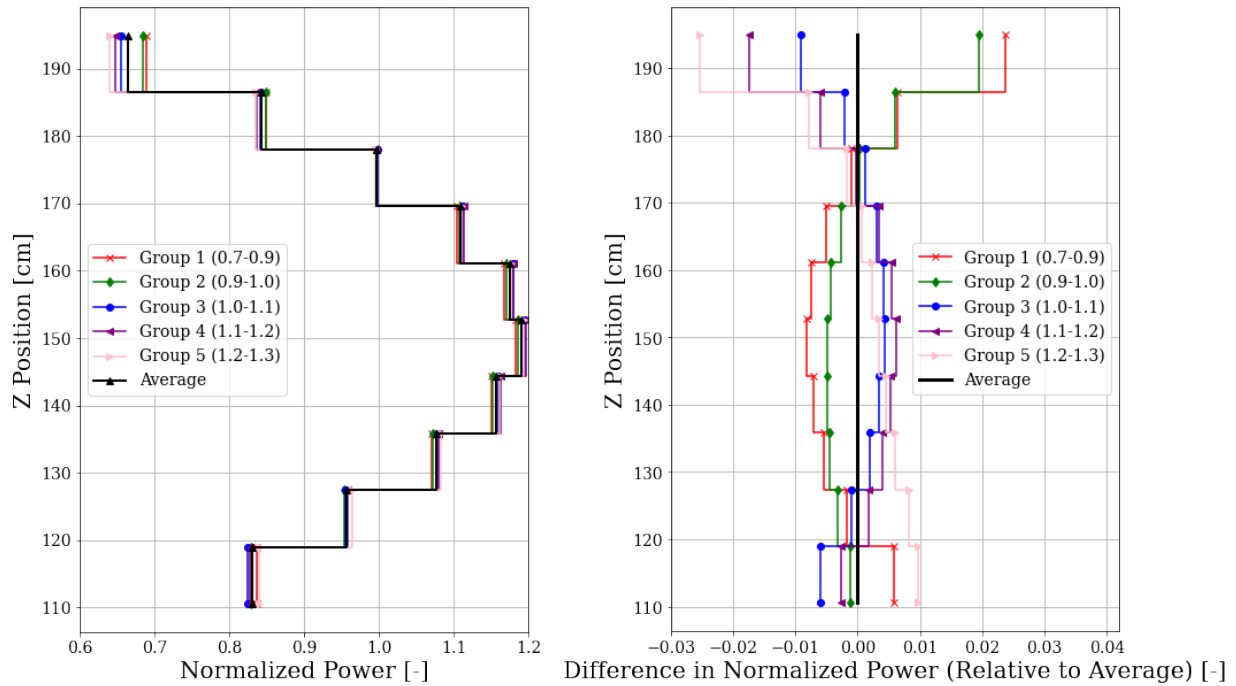 190
180
170
160
150
140
130
120
110
Z Position [cm]
Group 1 (0.7-0.9)
Group 2 (0.9-1.0)
Group 3 (1.0-1.1)
Group 4 (1.1-1.2)
Group 5 (1.2-1.3)
Average
0.6 0.7 0.8 0.9 1.0 1.1 1.2
Normalized Power [-]
190
180
170
160
150
140
130
120
110
Z Position [cm]
Group 1 (0.7-0.9)
Group 2 (0.9-1.0)
Group 3 (1.0-1.1)
Group 4 (1.1-1.2)
Group 5 (1.2-1.3)
Average
−0.03 −0.02 −0.01 0.00 0.01 0.02 0.03 0.04
Difference in Normalized Power (Relative to Average) [-]